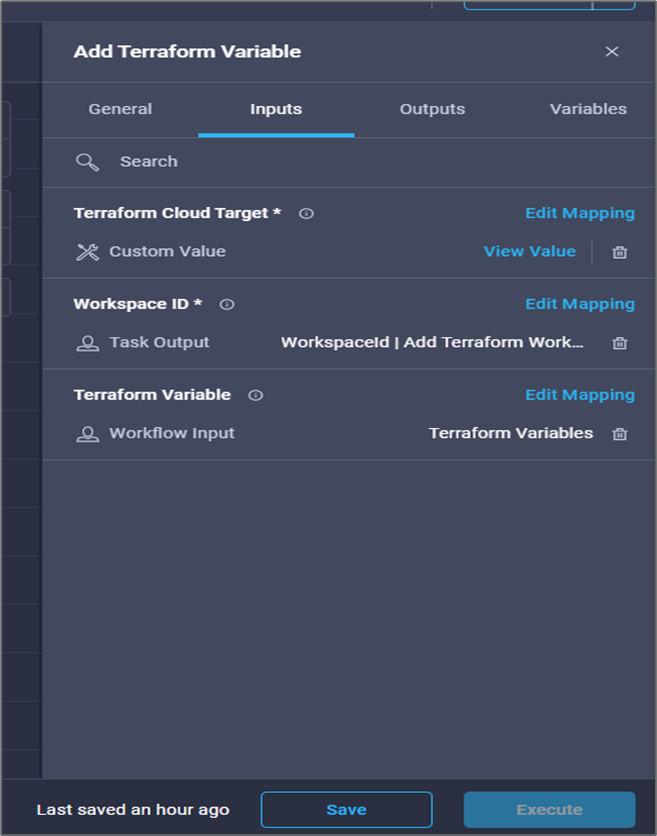 Add Terraform Variable
General Inputs Outputs Variables
Search
Terraform Cloud Target * Edit Mapping
Custom Value View Value
Workspace ID * Edit Mapping
Task Output WorkspaceId | Add Terraform Work...
Terraform Variable Edit Mapping
Workflow Input Terraform Variables
Last saved an hour ago Save Execute